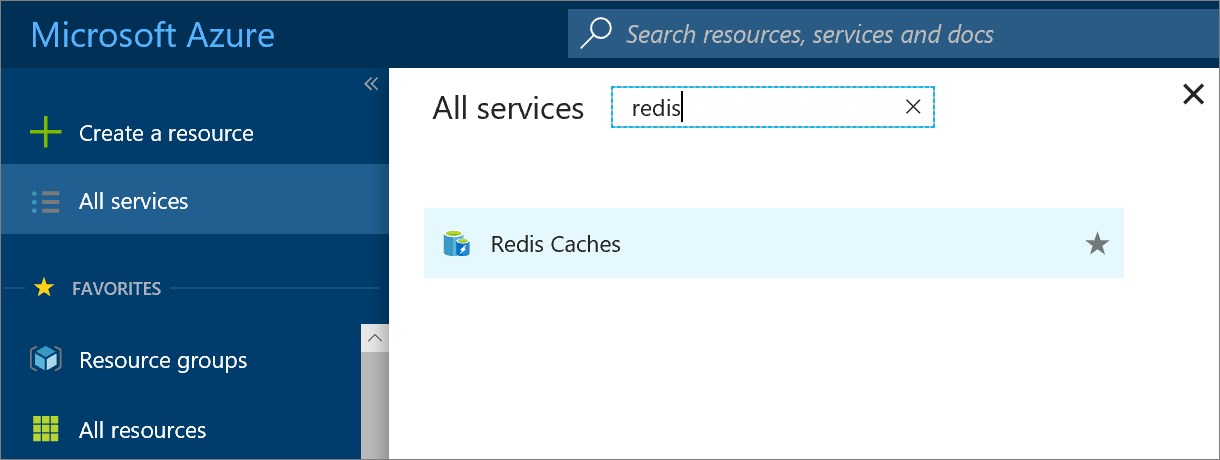 Microsoft Azure
Search resources, services and docs
Create a resource
All services
FAVORITES
Resource groups
All resources
All services
redis
Redis Caches